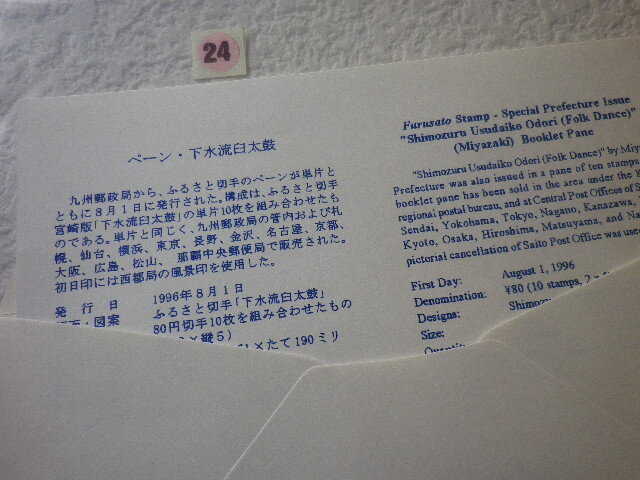 24
ペーン・下水流臼太鼓
九州郵政局から、ふるさと切手のペーンが単片と
ともに8月1日に発行された。構成は、ふるさと切手
宮崎版「下水流臼太鼓」の単片10枚を組み合わせたも
のである。単片と同じく、九州郵政局の管内および札
幌、仙台、横浜、東京、長野、金沢、名古屋、京都、
大阪、広島、松山、那覇中央郵便局で販売された。
初日印には西都局の風景印を使用した。
発行日 1996年8月1日
図案 ふるさと切手「下水流臼太鼓」
80円切手10枚を組み合わせたもの
×縦5)
×たて190ミリ
Furusato Stamp - Special Prefecture Issue
"Shimozuru Usudaiko Odori (Folk Dance)"
(Miyazaki) Booklet Pane
"Shimozuru Usudaiko Odori (Folk Dance)" by Miy
Prefecture was also issued in a pane of ten stamps.
booklet pane has been sold in the area under the K
regional postal bureau, and at Central Post Offices of S
Sendai, Yokohama, Tokyo, Nagano, Kanazawa, N
Kyoto, Osaka, Hiroshima, Matsuyama, and Na
pictorial cancellation of Saito Post Office was used
First Day: August 1, 1996
Denomination: ¥80 (10 stamps, 2
Designs: Shimozu
Size:
Quantity